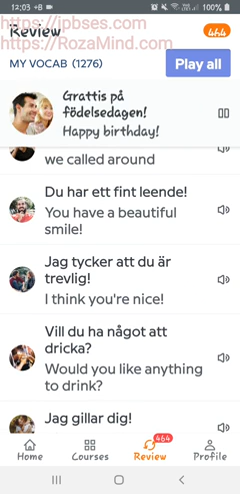 12:03
100%
https://jpbses.com
Review
464
https://RozaMind.com
MY VOCAB (1276)
Play all
Grattis på
födelsedagen!
Happy birthday!
we called around
Du har ett fint leende!
You have a beautiful
smile!
Jag tycker att du är
trevlig!
I think you're nice!
Vill du ha något att
dricka?
Would you like anything
to drink?
Jag gillar dig!
464
Home
Courses
Review
Profile